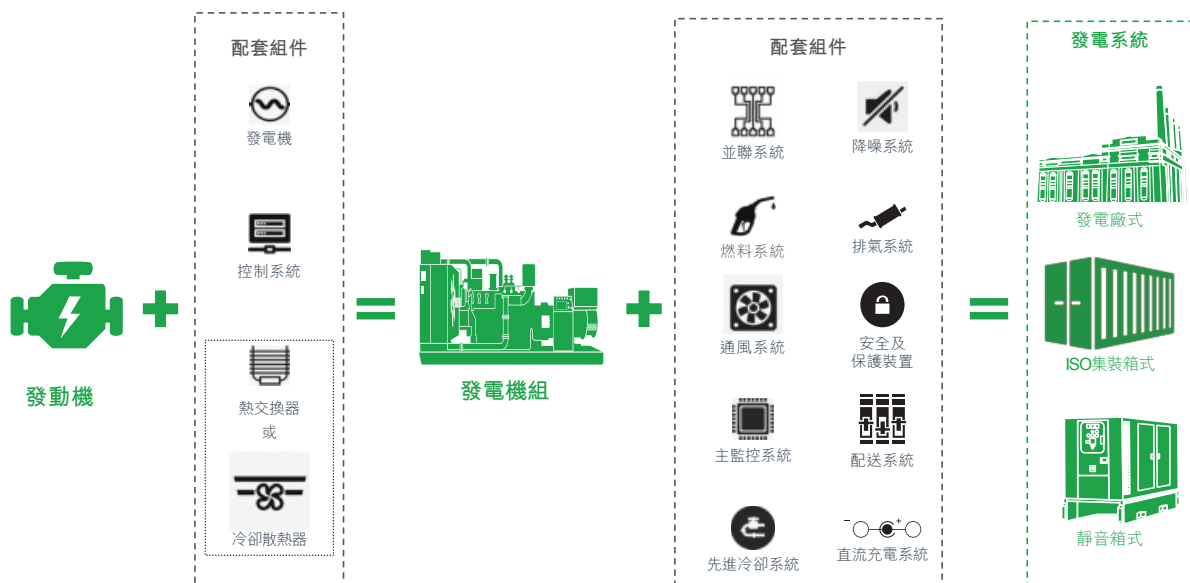 發動機
配套組件
發電機
控制系統
熱交換器
或
冷卻散熱器
發電機組
配套組件
並聯系統
降噪系統
燃料系統
排氣系統
通風系統
安全及
保護裝置
主監控系統
配送系統
先進冷卻系統
直流充電系統
發電系統
發電廠式
ISO集裝箱式
靜音箱式